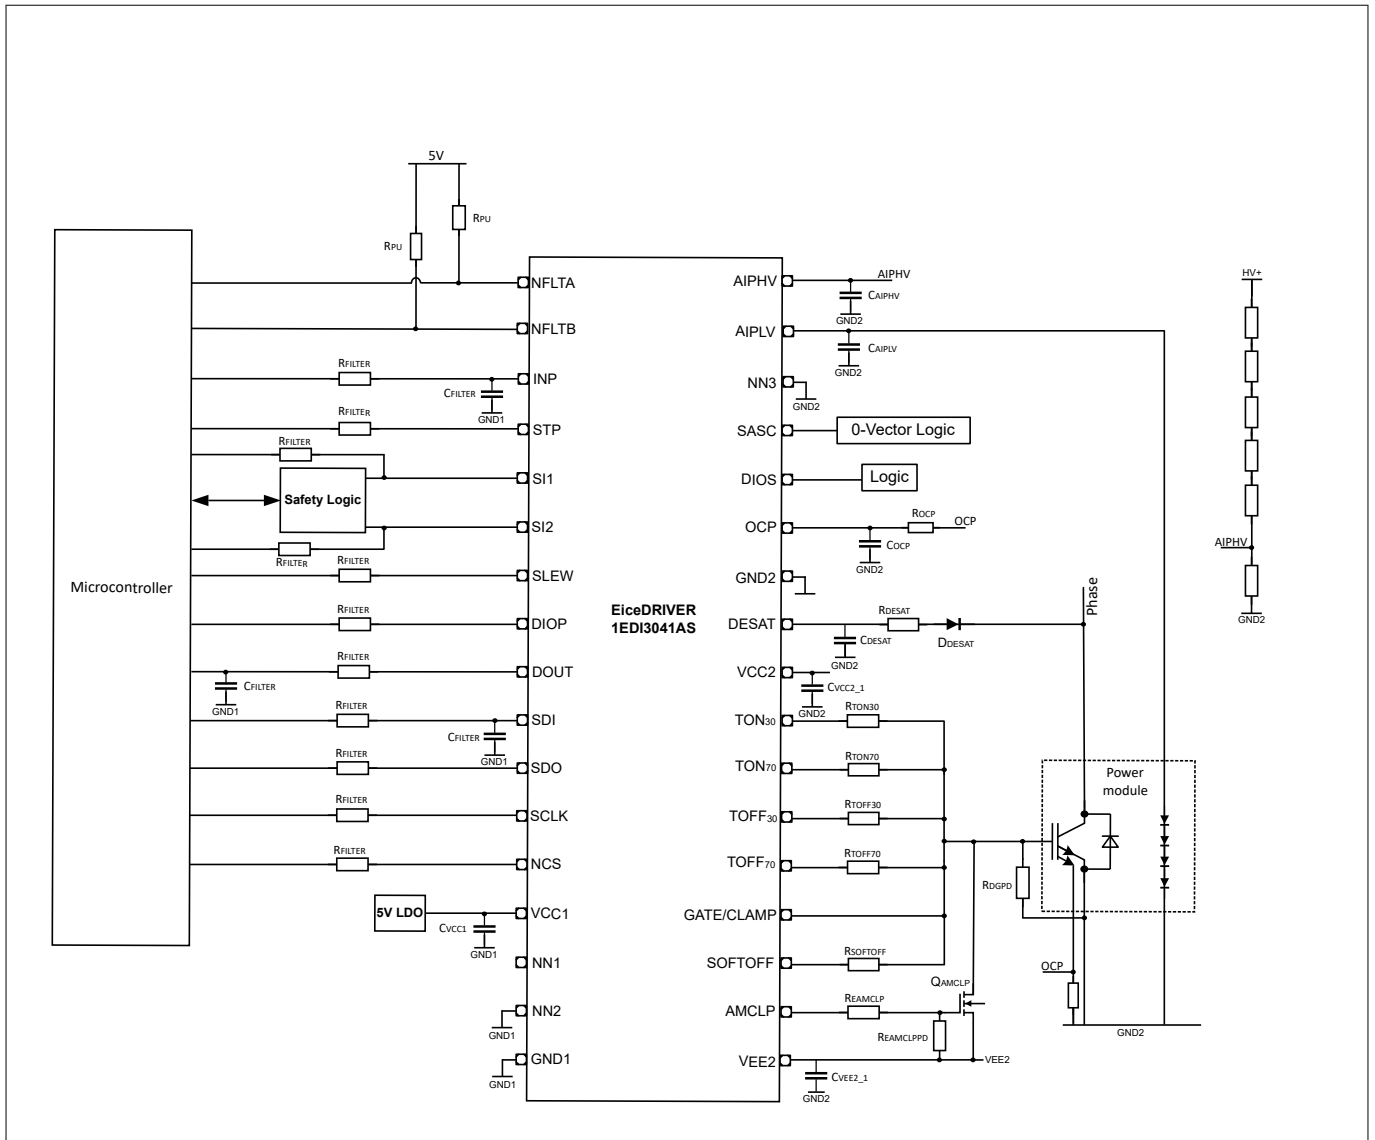 5V
RPU
RPU
Microcontroller
RFILTER
CFILTER
GND1
RFILTER
RFILTER
Safety Logic
RFILTER
RFILTER
RFILTER
RFILTER
CFILTER
GND1
RFILTER
CFILTER
GND1
RFILTER
RFILTER
RFILTER
5V LDO
CVCC1
GND1
GND1
GND1
NFLTA
NFLTB
INP
STP
SI1
SI2
SLEW
DIOP
DOUT
SDI
SDO
SCLK
NCS
VCC1
NN1
NN2
GND1
EiceDRIVER
1EDI3041AS
AIPHV
AIPLV
NN3
SASC
DIOS
OCP
GND2
DESAT
VCC2
TON30
TON70
TOFF30
TOFF70
GATE/CLAMP
SOFTOFF
AMCLP
VEE2
AIPHV
CAIPHV
GND2
CAIPLV
GND2
GND2
0-Vector Logic
Logic
ROCP
OCP
COCP
GND2
RDESAT
DDESAT
CDESAT
GND2
Phase
CVCC2_1
GND2
RTON30
RTON70
RTOFF30
RTOFF70
RSOFTOFF
QAMCLP
REAMCLP
REAMCLPPD
VEE2
CVEE2_1
GND2
RDGPD
Power
module
OCP
GND2
HV+
AIPHV
GND2